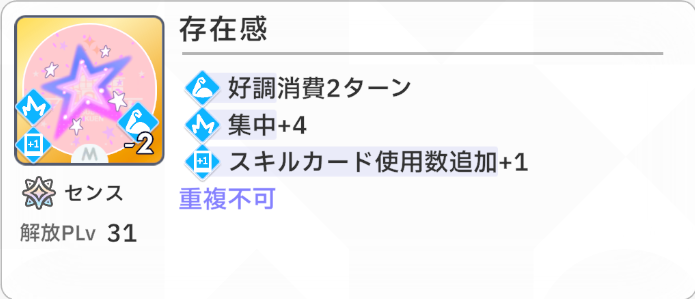 存在感
好調消費2ターン
集中+4
+1
スキルカード使用数追加+1
重複不可
+1
-2
M
センス
解放PLv 31